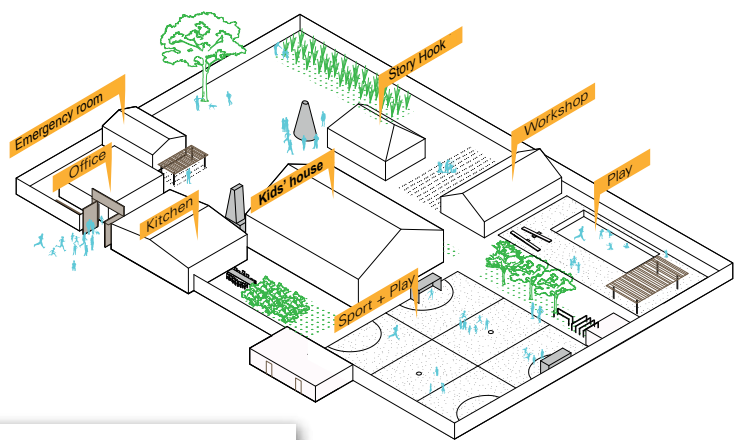 Story Hook
Emergency room
Workshop
Office
Play
Kids' house
Kitchen
Sport + Play